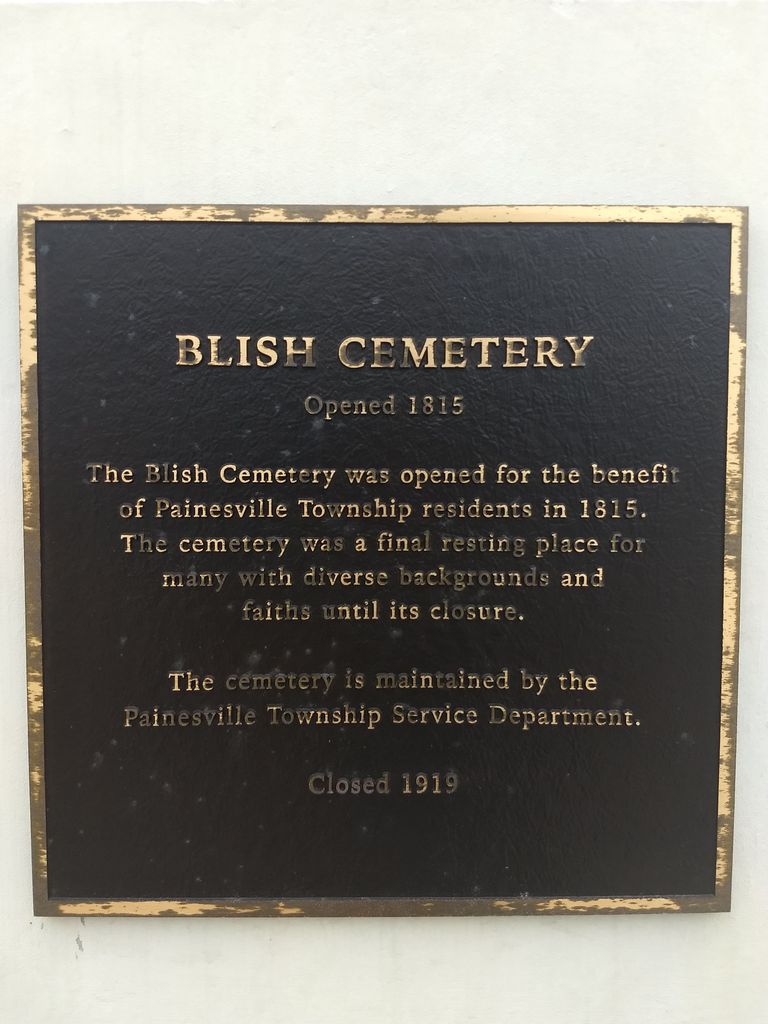 BLISH CEMETERY
Opened 1815
The Blish Cemetery was opened for the benefit
of Painesville Township residents in 1815.
The cemetery was a final resting place for
many with diverse backgrounds and
faiths until its closure.
The cemetery is maintained by the
Painesville Township Service Department.
Closed 1919